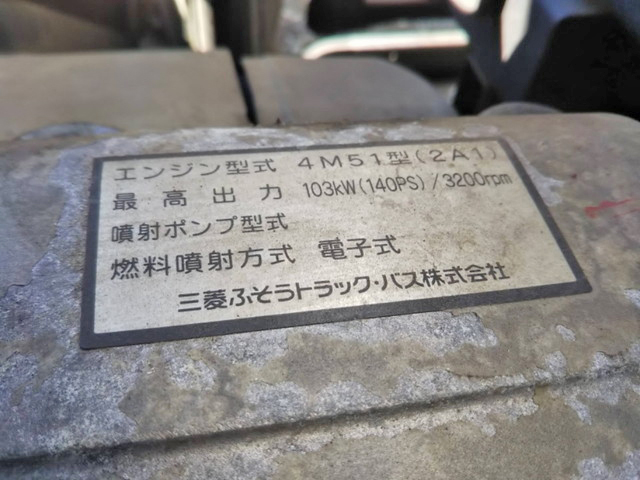 エンジン型式 4M51型(2A1)
最高出力 103kW(140PS)/3200rpm
噴射ポンプ型式
燃料噴射方式 電子式
三菱ふそうトラック・バス株式会社